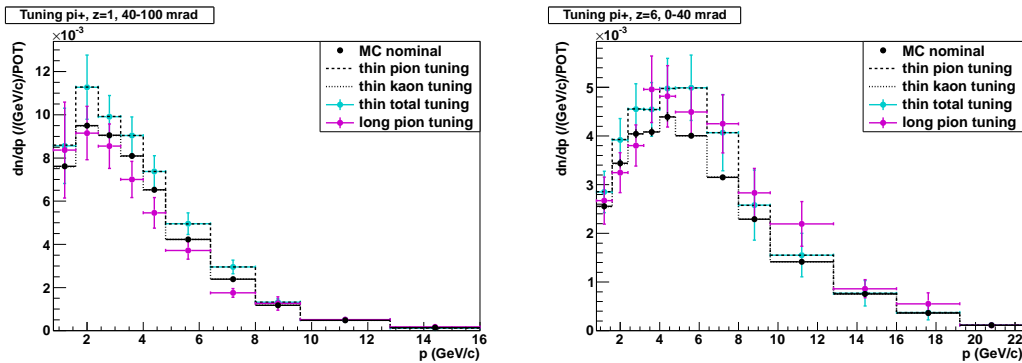 Tuning pi+, z=1, 40-100 mrad
×10⁻³
dn/dp (/(GeV/c)/POT)
12
10
8
6
4
2
0
MC nominal
thin pion tuning
thin kaon tuning
thin total tuning
long pion tuning
0 2 4 6 8 10 12 14 16
p (GeV/c)
Tuning pi+, z=6, 0-40 mrad
×10⁻³
dn/dp (/(GeV/c)/POT)
5
4
3
2
1
0
MC nominal
thin pion tuning
thin kaon tuning
thin total tuning
long pion tuning
2 4 6 8 10 12 14 16 18 20 22
p (GeV/c)